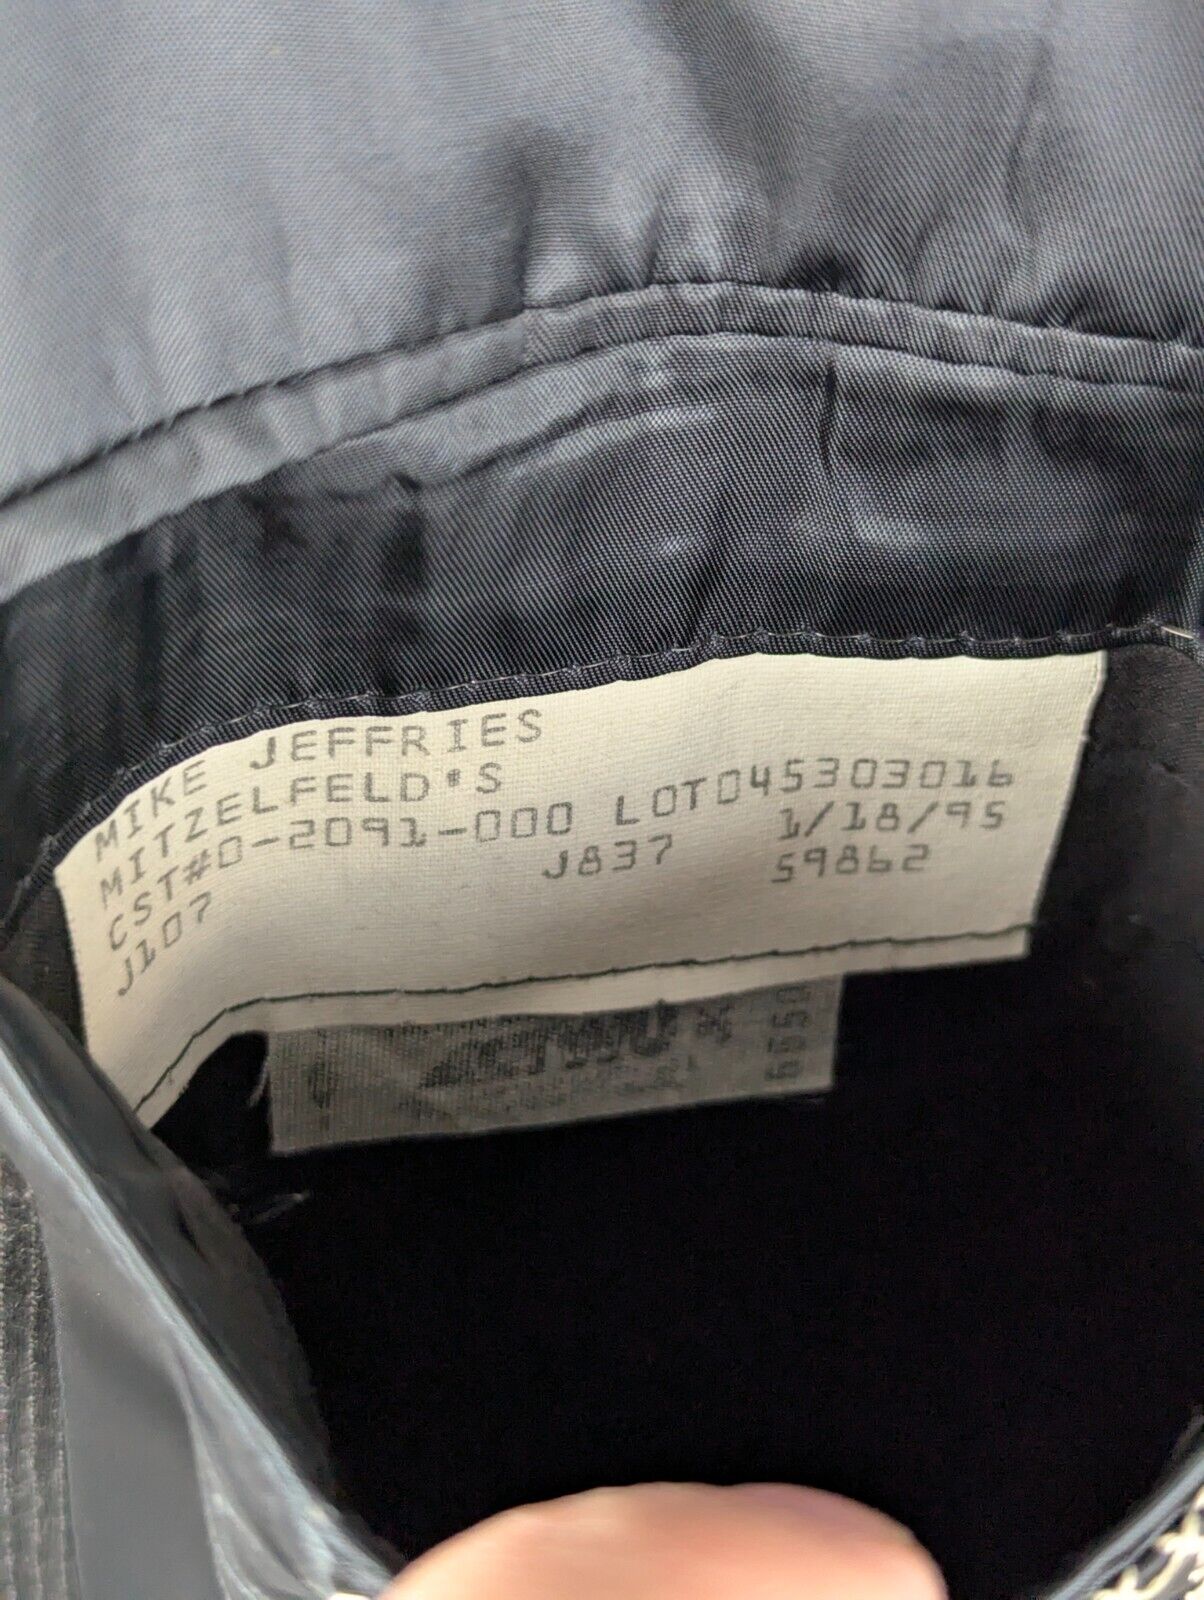 MIKE JEFFRIES
MITZELFELD'S
CST#0-2091-000 LOT045303016
J107 J837 1/18/95
59862